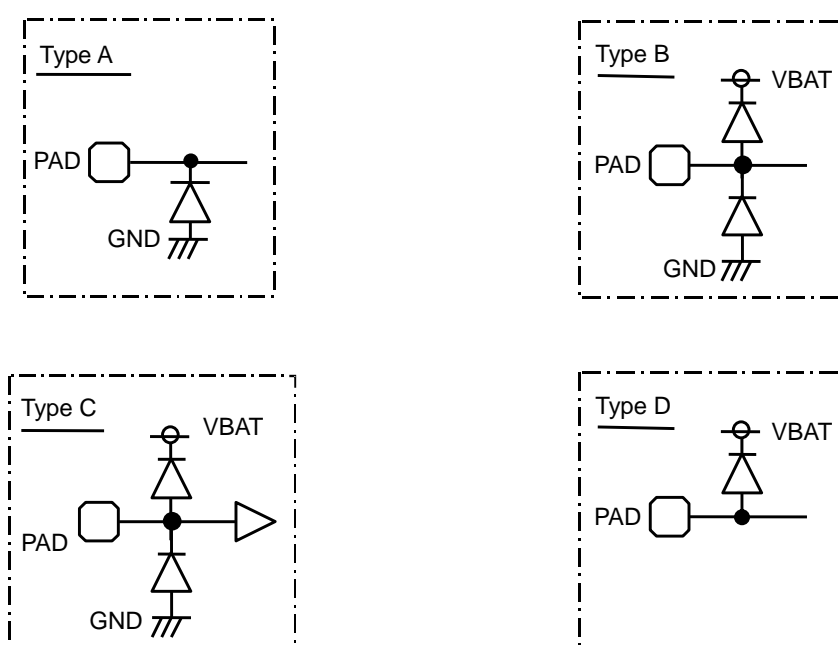 Type A
PAD
GND
Type B
VBAT
PAD
GND
Type C
VBAT
PAD
GND
Type D
VBAT
PAD